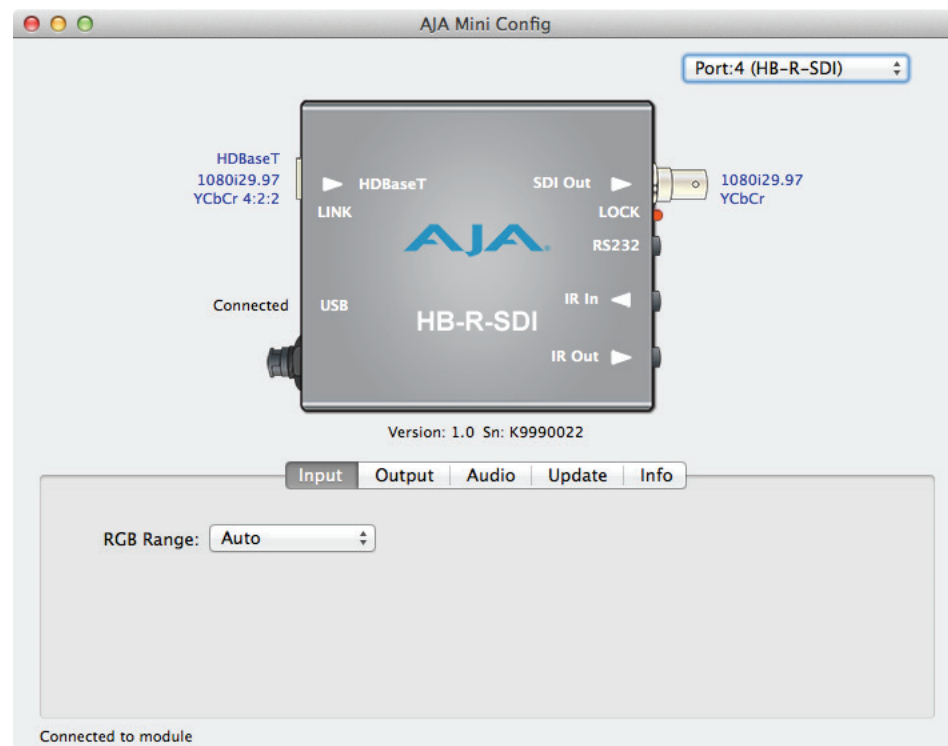 AJA Mini Config
Port:4 (HB-R-SDI)
HDBaseT
1080i29.97
YCbCr 4:2:2
HDBaseT
LINK
SDI Out
LOCK
1080i29.97
YCbCr
AJA
RS232
Connected
USB
IR In
HB-R-SDI
IR Out
Version: 1.0 Sn: K9990022
Input Output Audio Update Info
RGB Range: Auto
Connected to module